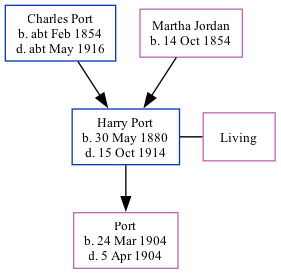 Charles Port
b. abt Feb 1854
d. abt May 1916
Martha Jordan
b. 14 Oct 1854
Harry Port
b. 30 May 1880
d. 15 Oct 1914
Living
Port
b. 24 Mar 1904
d. 5 Apr 1904